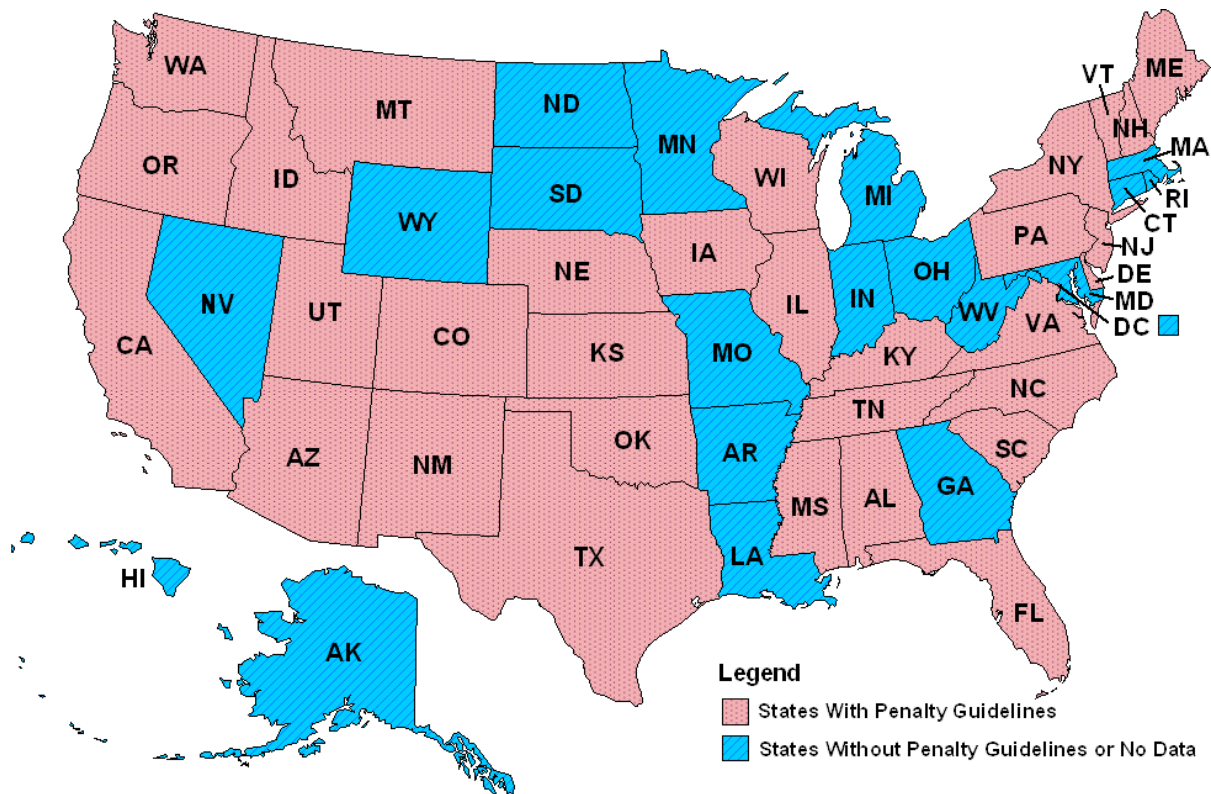 WA
MT
ND
MN
VT
ME
NH
OR
ID
WI
NY
MA
SD
MI
RI
WY
CT
PA
IA
NJ
NE
OH
DE
NV
IN
MD
UT
IL
WV
VA
DC
CO
CA
KS
MO
KY
NC
TN
OK
AR
SC
AZ
NM
GA
MS
AL
TX
LA
HI
FL
AK
Legend
States With Penalty Guidelines
States Without Penalty Guidelines or No Data